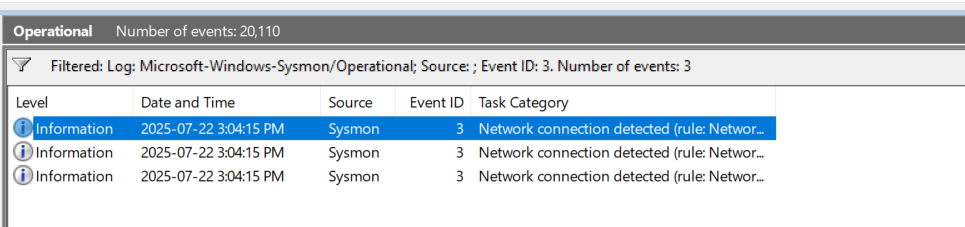 Operational Number of events: 20,110
Filtered: Log: Microsoft-Windows-Sysmon/Operational; Source: ; Event ID: 3. Number of events: 3
Level Date and Time Source Event ID Task Category
Information 2025-07-22 3:04:15 PM Sysmon 3 Network connection detected (rule: Networ...
Information 2025-07-22 3:04:15 PM Sysmon 3 Network connection detected (rule: Networ...
Information 2025-07-22 3:04:15 PM Sysmon 3 Network connection detected (rule: Networ...